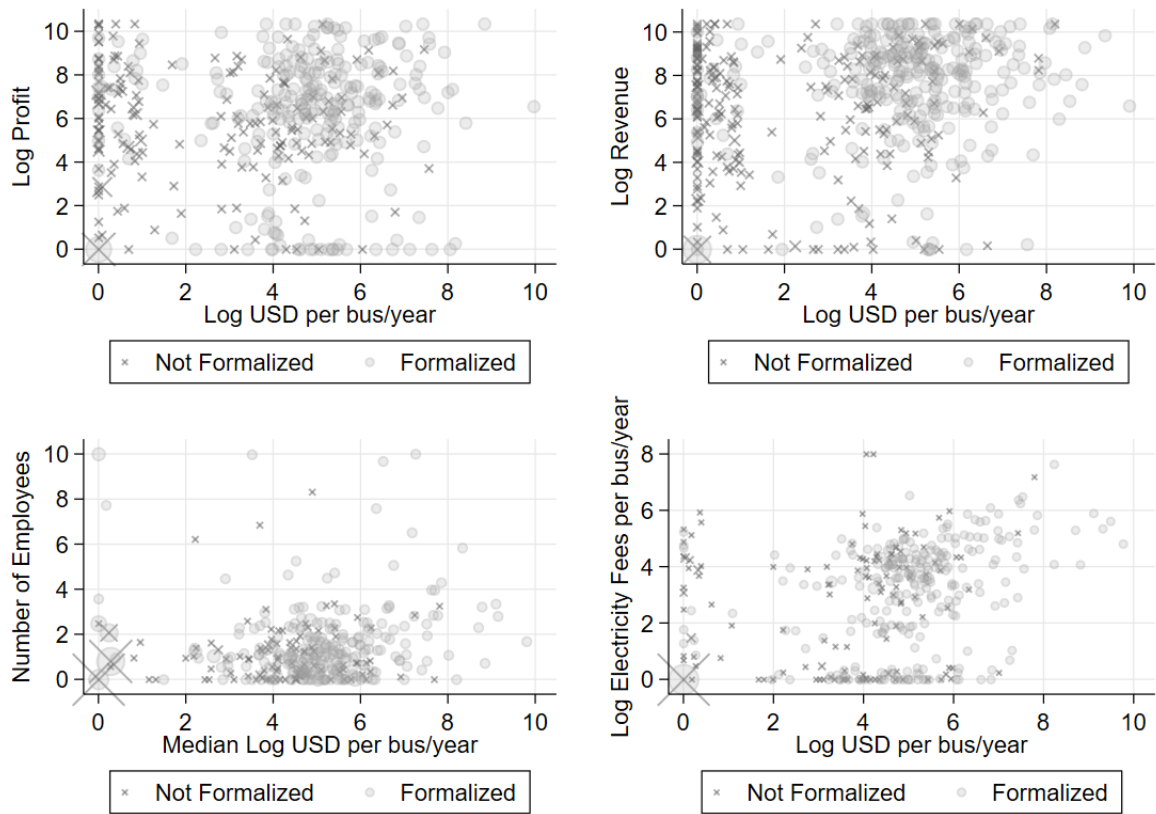 Log Profit
10
8
6
4
2
0
0 2 4 6 8 10
Log USD per bus/year
× Not Formalized Formalized
Log Revenue
10
8
6
4
2
0
0 2 4 6 8 10
Log USD per bus/year
× Not Formalized Formalized
Number of Employees
10
8
6
4
2
0
0 2 4 6 8 10
Median Log USD per bus/year
× Not Formalized Formalized
Log Electricity Fees per bus/year
8
6
4
2
0
0 2 4 6 8 10
Log USD per bus/year
× Not Formalized Formalized